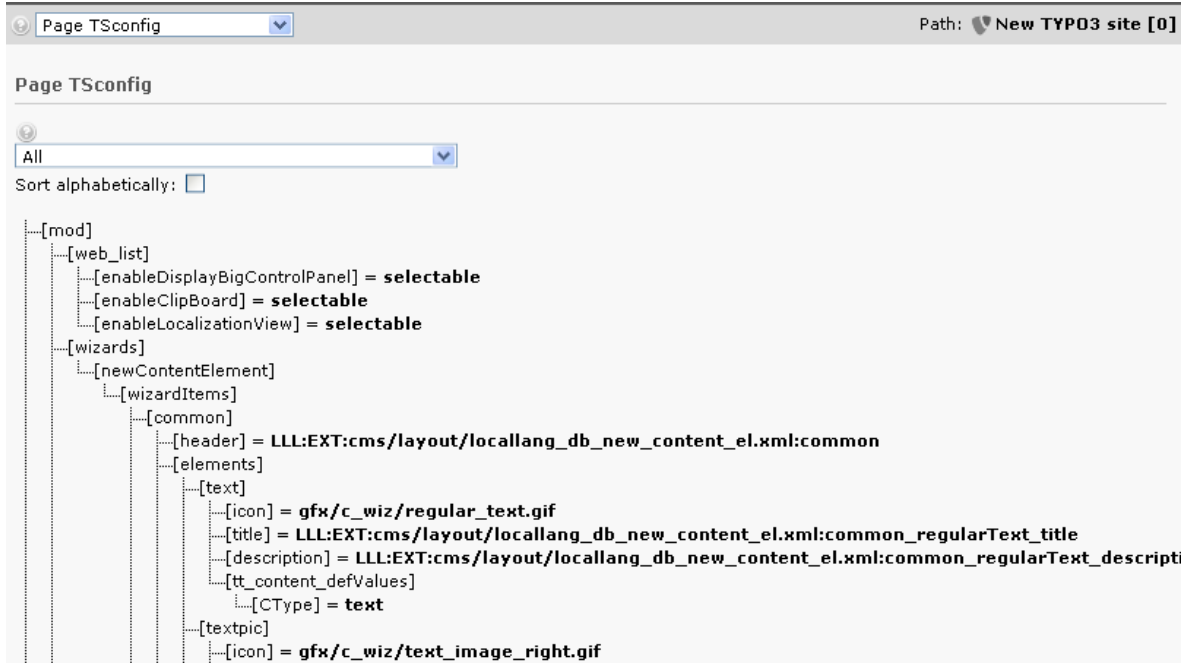 Page TSconfig Path: New TYPO3 site [0]
Page TSconfig
All
Sort alphabetically:
[mod]
[web_list]
[enableDisplayBigControlPanel] = selectable
[enableClipBoard] = selectable
[enableLocalizationView] = selectable
[wizards]
[newContentElement]
[wizardItems]
[common]
[header] = LLL:EXT:cms/layout/locallang_db_new_content_el.xml:common
[elements]
[text]
[icon] = gfx/c_wiz/regular_text.gif
[title] = LLL:EXT:cms/layout/locallang_db_new_content_el.xml:common_regularText_title
[description] = LLL:EXT:cms/layout/locallang_db_new_content_el.xml:common_regularText_descripti
[tt_content_defValues]
[CType] = text
[textpic]
[icon] = gfx/c_wiz/text_image_right.gif